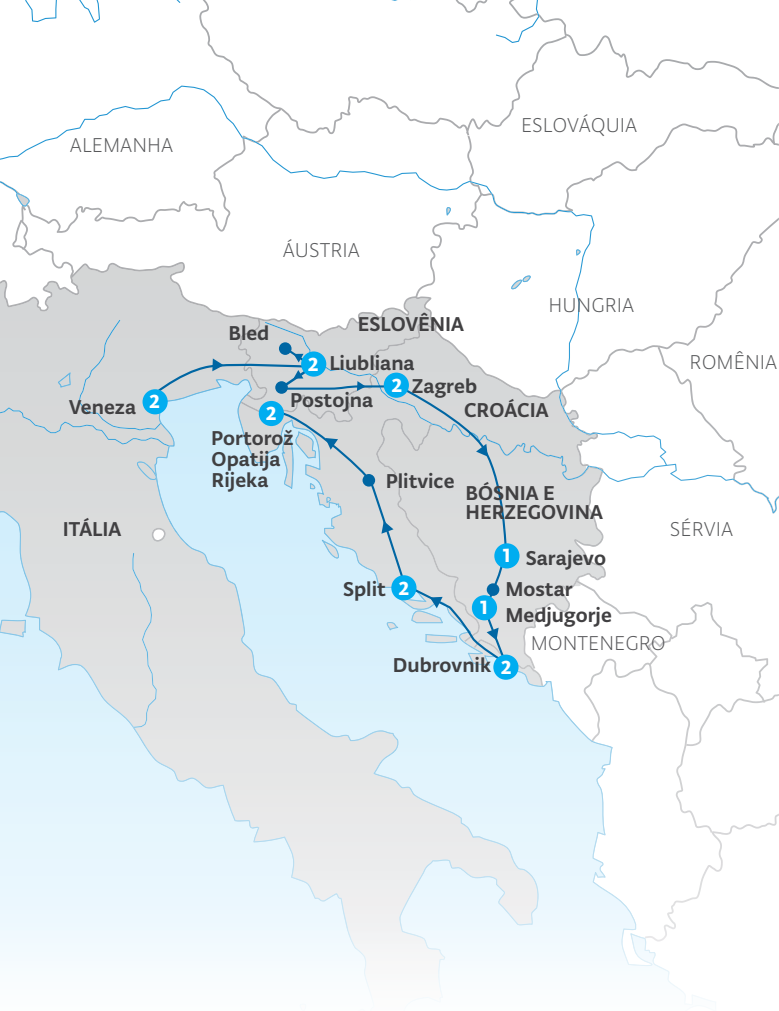 ESLOVÁQUIA
ALEMANHA
ÁUSTRIA
HUNGRIA
ESLOVÊNIA
Bled
2 Liubliana
ROMÊNIA
2 Zagreb
Postojna
Veneza 2
CROÁCIA
2
Portorož
Opatija
Rijeka
Plitvice
BÓSNIA E
HERZEGOVINA
ITÁLIA
SÉRVIA
1 Sarajevo
Split 2
Mostar
1 Medjugorje
MONTENEGRO
Dubrovnik 2